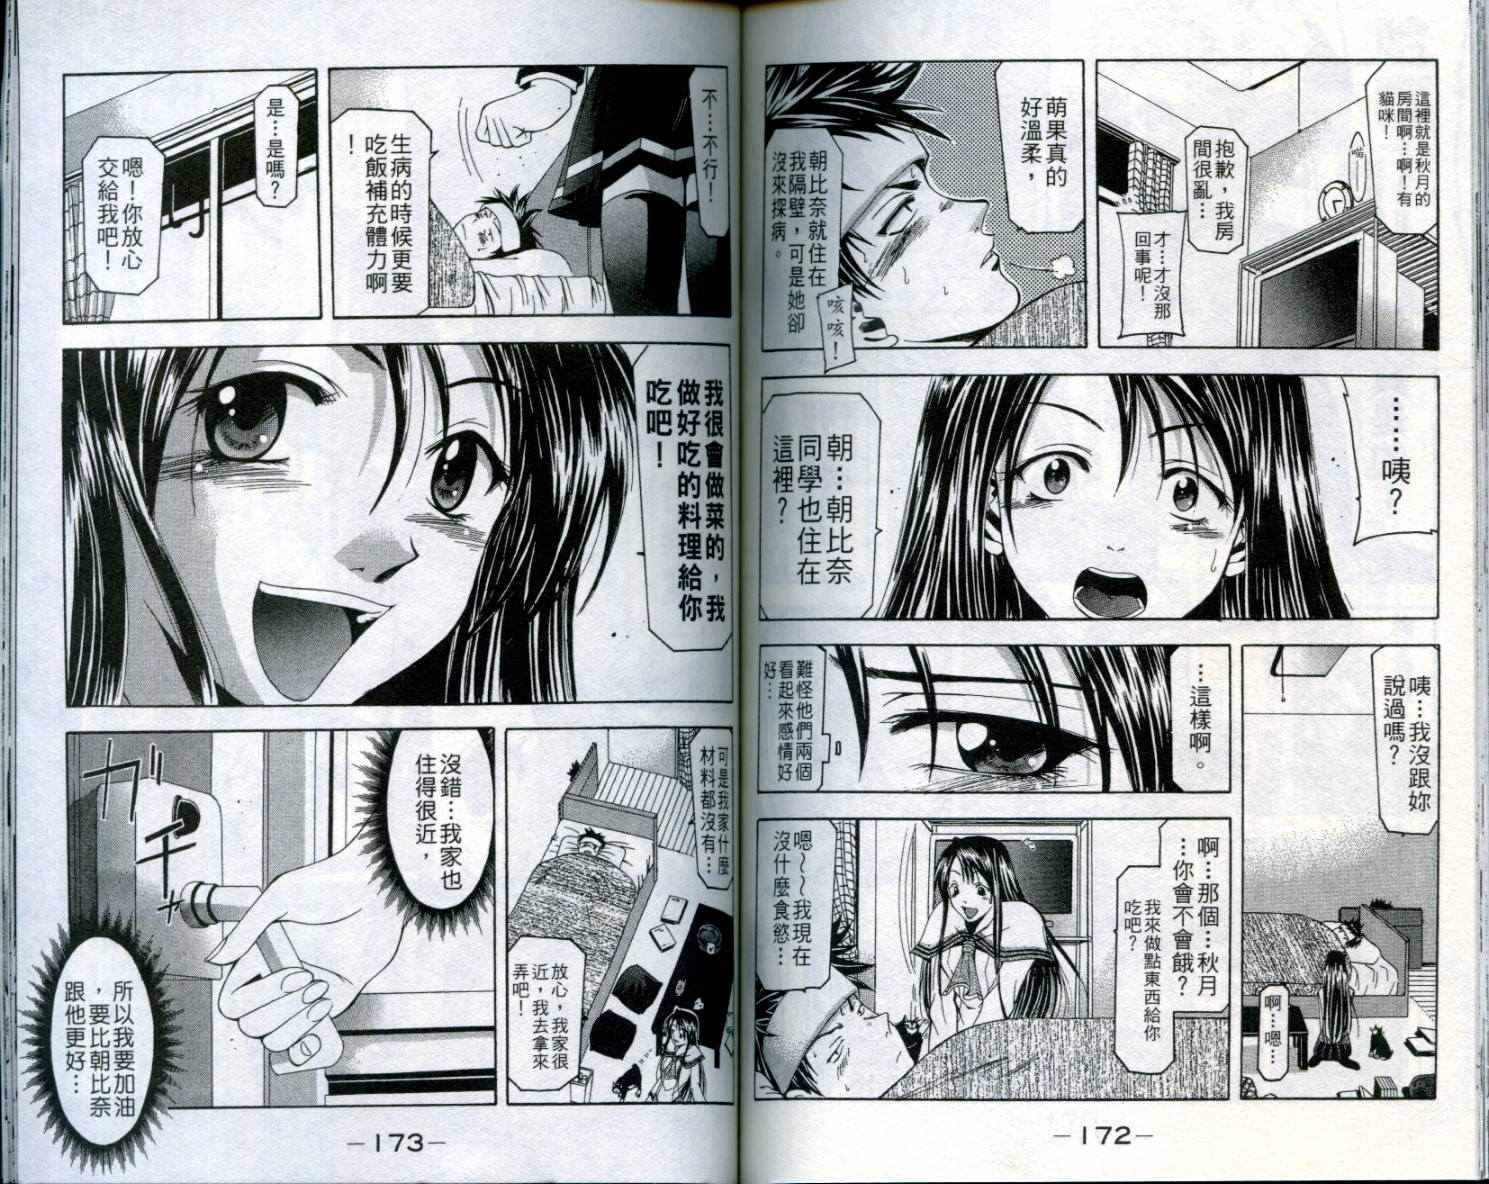 這裡就是秋月的
房間啊…啊！有
貓咪！
喵
抱歉，我房
間很亂…
才…才沒那
回事呢！
萌果真的
好溫柔，
朝比奈就住在
我隔壁，可是她卻
沒來探病。
咳咳！
……咦？
朝…朝比奈
同學也住在
這裡？
咦…我沒跟妳
說過嗎？
啊…嗯…
…這樣啊。
難怪他們兩個
看起來感情好
好…
啊…那個…秋月
…你會不會餓？
我來做點東西給你
吃吧？
嗯～～我現在
沒什麼食慾…
－172－
不…不行！
生病的時候更要
吃飯補充體力啊
！
是…是嗎？
嗯！你放心
交給我吧！
我很會做菜的，我
做好吃的料理給你
吃吧！
可是我家什麼
材料都沒有…
放心，我家很
近，我去拿來
弄吧！
沒錯…我家也
住得很近，
ガチャ
所以我要加油
，要比朝比奈
跟他更好…
－173－